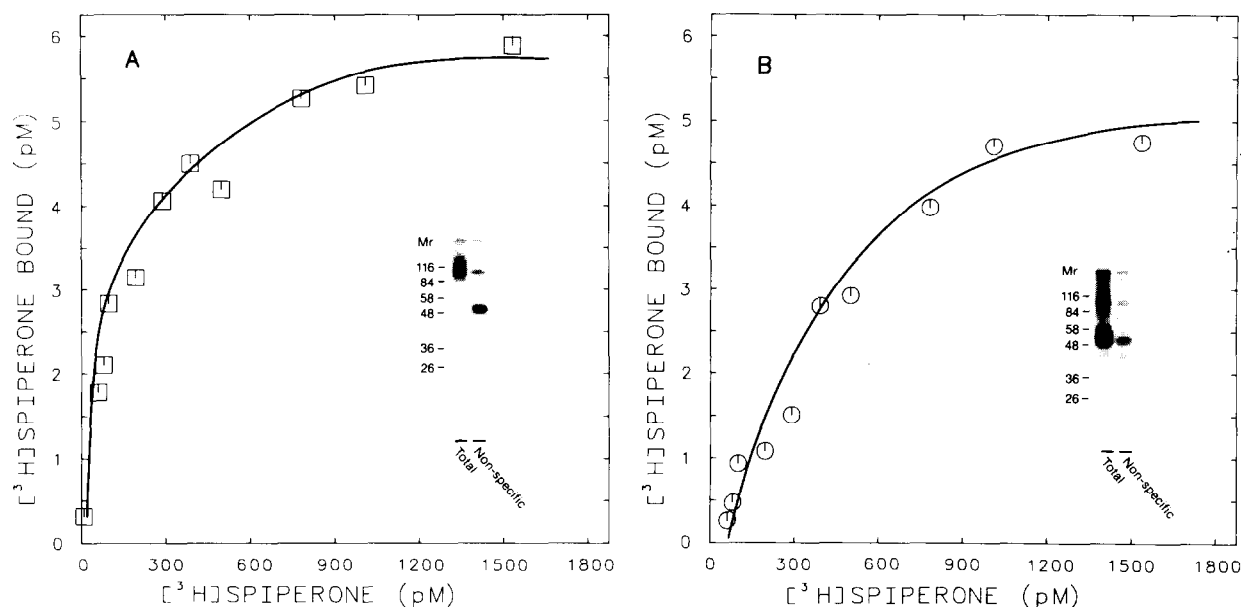 A
[³H]SPIPERONE BOUND (pM)
6
5
4
3
2
1
0
0 300 600 900 1200 1500 1800
[³H]SPIPERONE (pM)
Mr
116 –
84 –
58 –
48 –
36 –
26 –
Total
Non-specific
B
[³H]SPIPERONE BOUND (pM)
6
5
4
3
2
1
0
0 300 600 900 1200 1500 1800
[³H]SPIPERONE (pM)
Mr
116 –
84 –
58 –
48 –
36 –
26 –
Total
Non-specific